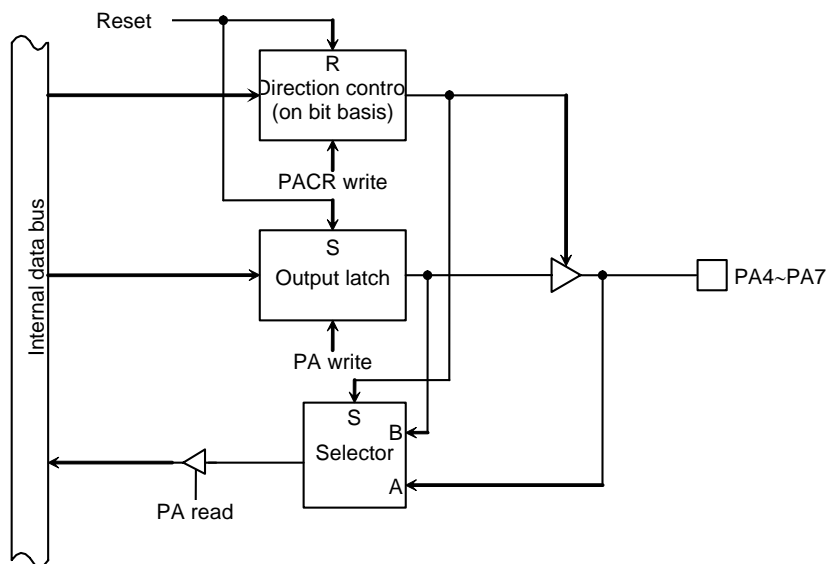 Reset
R
Direction contro
(on bit basis)
PACR write
S
Output latch
PA4~PA7
Internal data bus
PA write
S
B
Selector
A
PA read